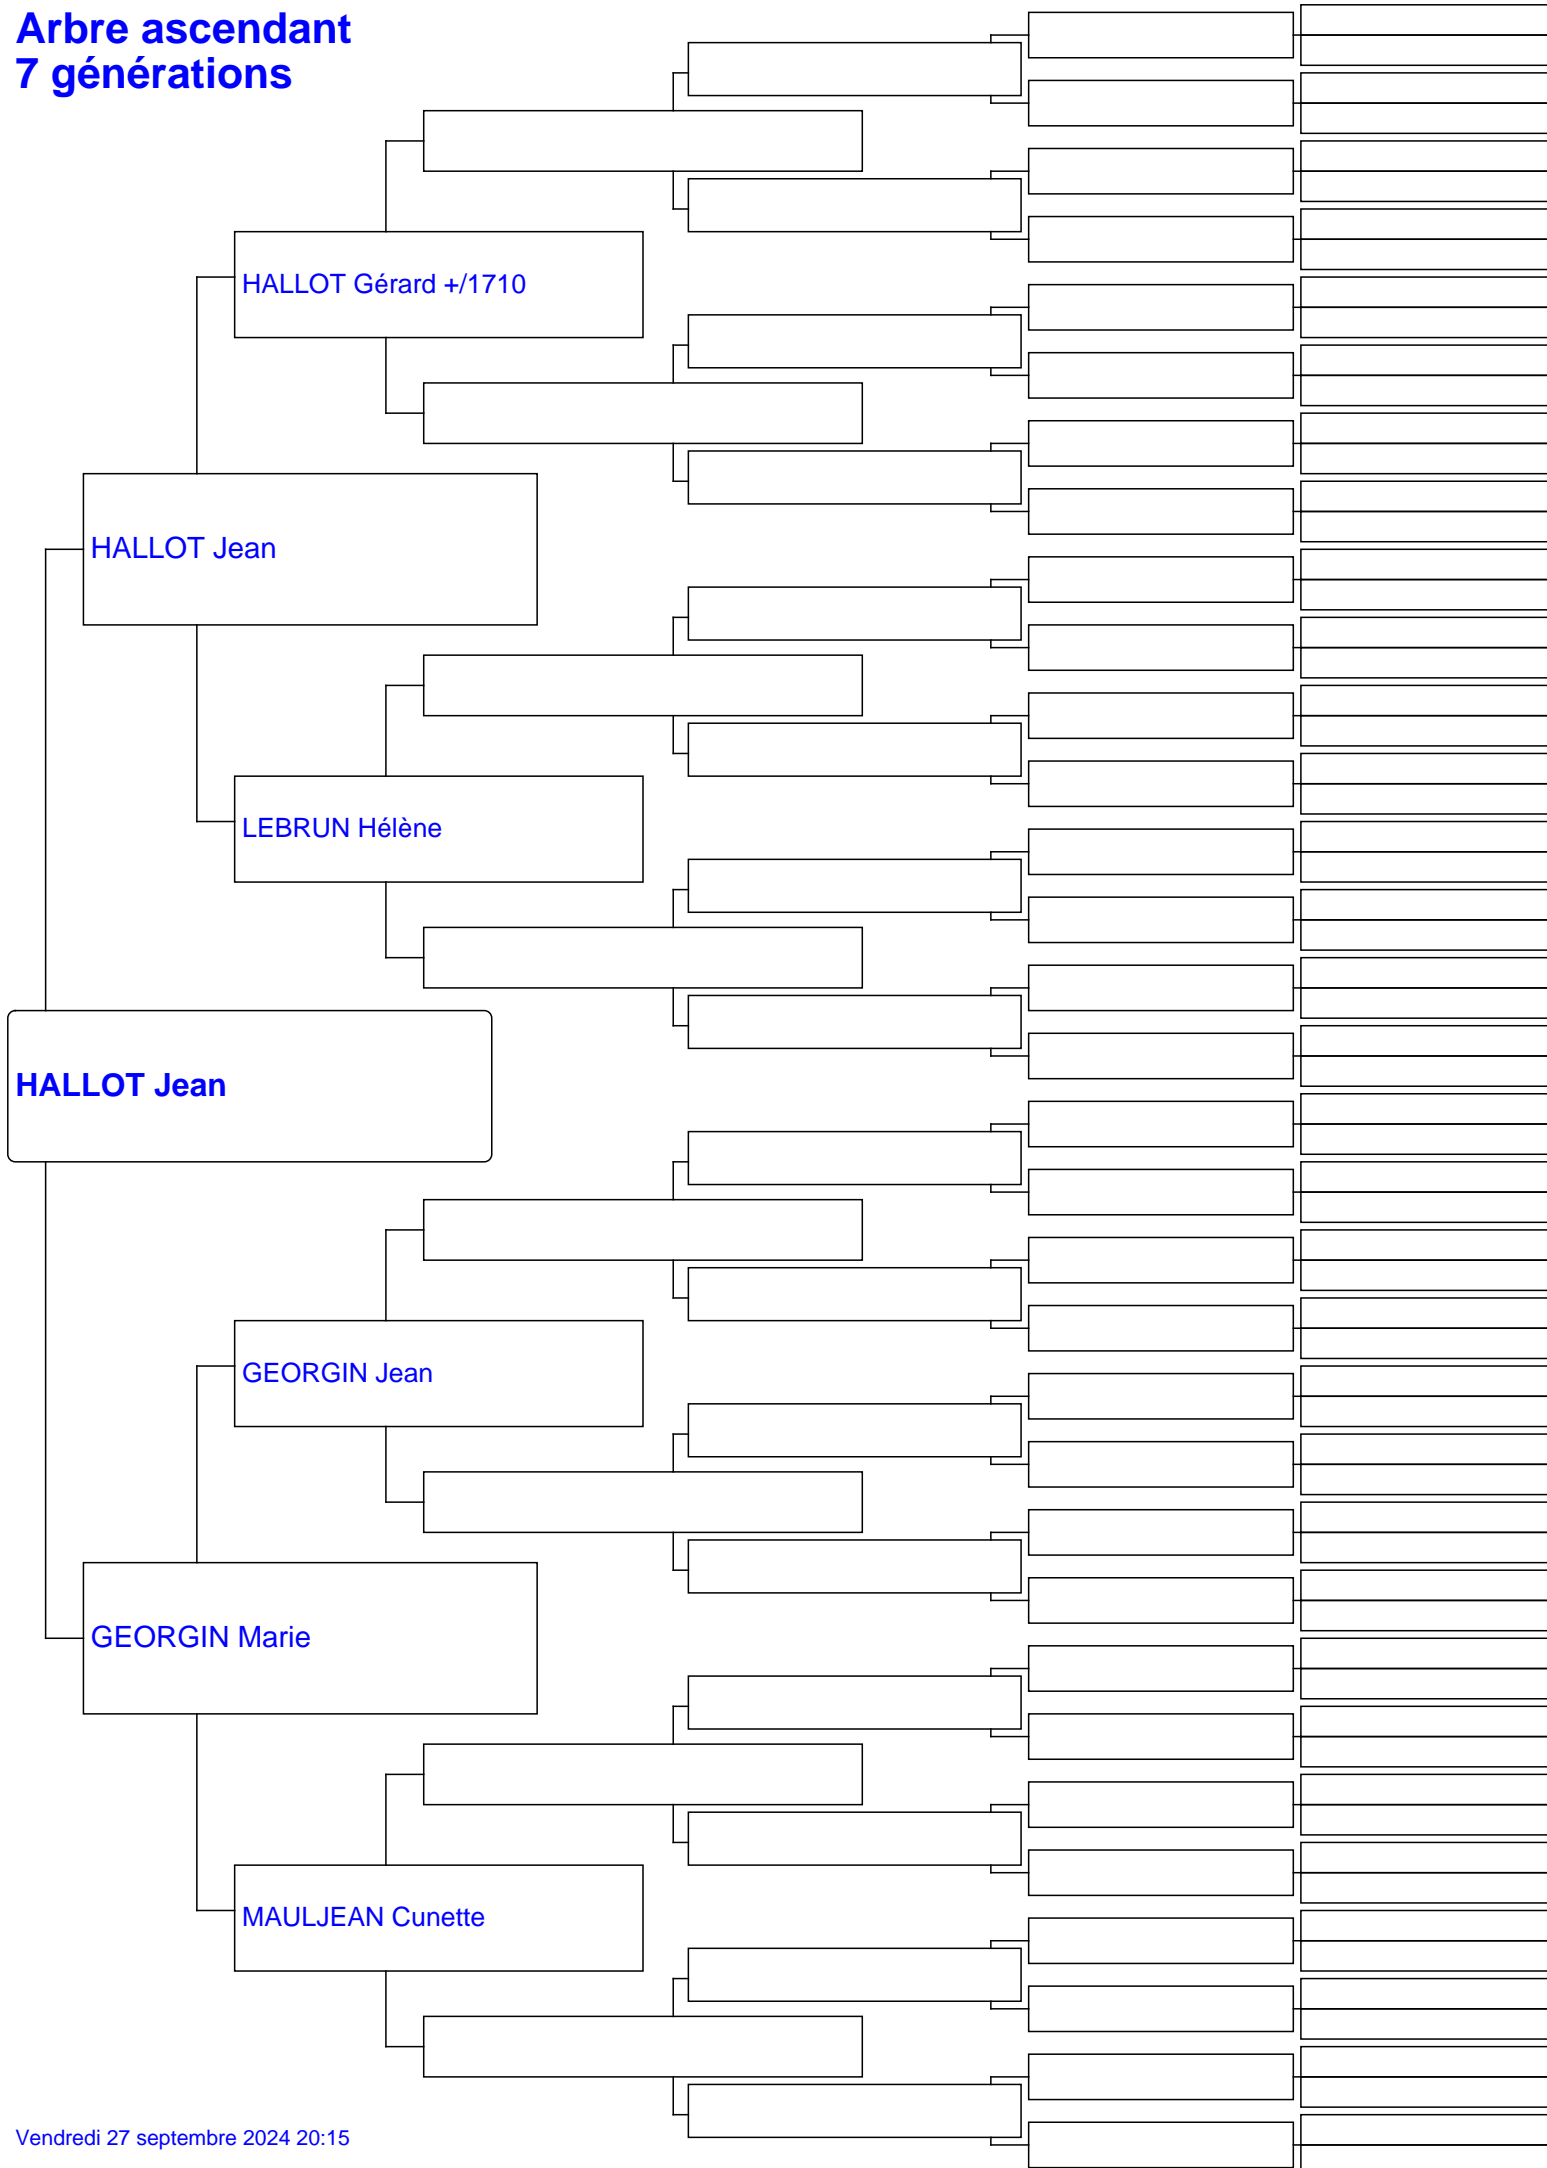 Arbre ascendant
7 générations
HALLOT Gérard +/1710
HALLOT Jean
LEBRUN Hélène
HALLOT Jean
GEORGIN Jean
GEORGIN Marie
MAULJEAN Cunette
Vendredi 27 septembre 2024 20:15